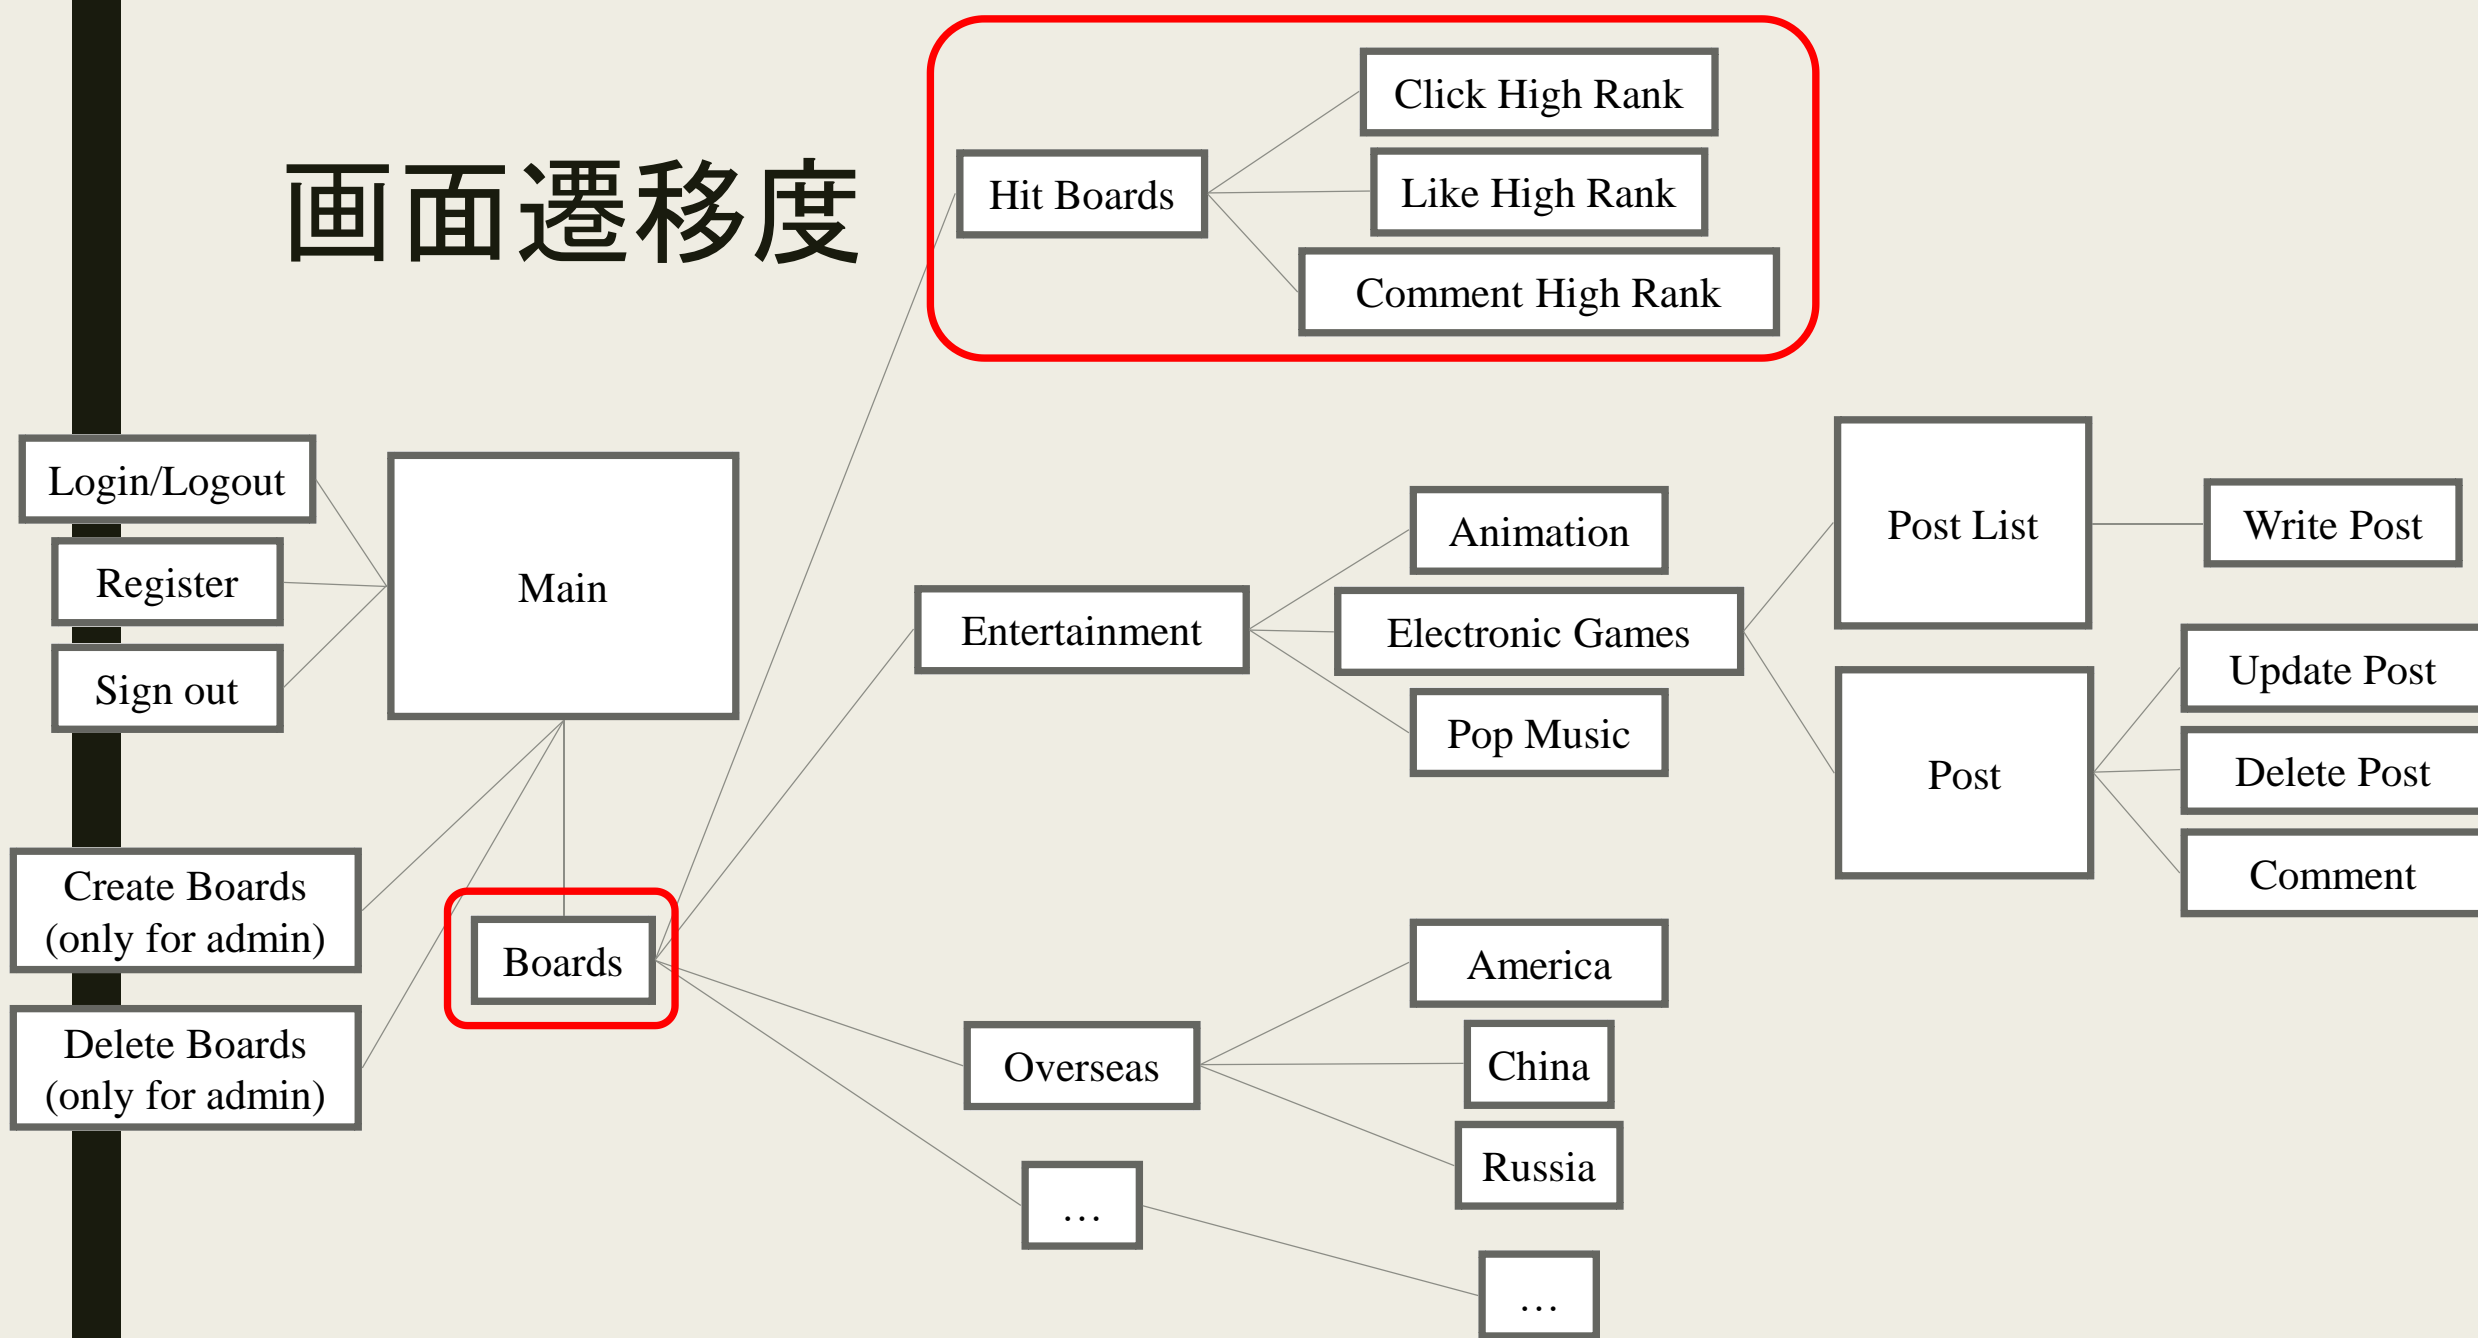 画面遷移度
Hit Boards
Click High Rank
Like High Rank
Comment High Rank
Login/Logout
Register
Sign out
Main
Create Boards
(only for admin)
Delete Boards
(only for admin)
Boards
Entertainment
Animation
Electronic Games
Pop Music
Post List
Write Post
Post
Update Post
Delete Post
Comment
Overseas
America
China
Russia
…
…